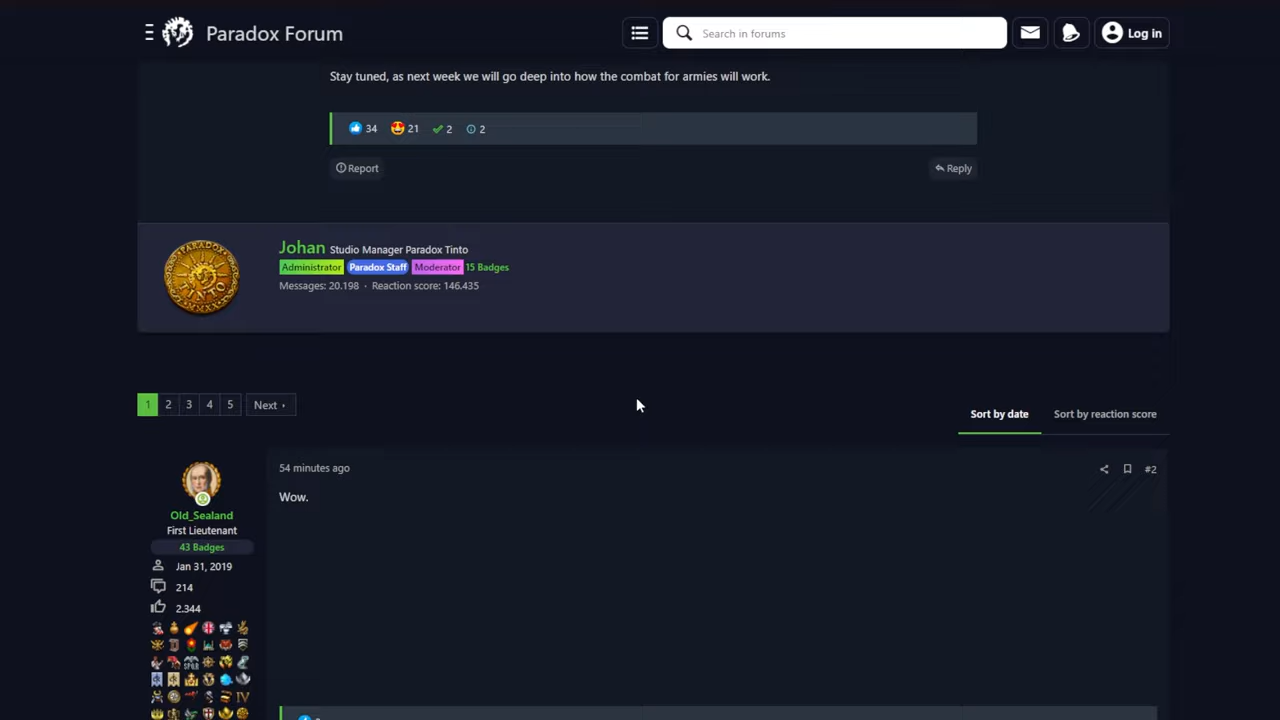 Paradox Forum
Search in forums
Log in
Stay tuned, as next week we will go deep into how the combat for armies will work.
34 21 2 2
Report
Reply
Johan Studio Manager Paradox Tinto
Administrator Paradox Staff Moderator 15 Badges
Messages: 20.198 · Reaction score: 146.435
1 2 3 4 5 Next
Sort by date
Sort by reaction score
54 minutes ago
#2
Wow.
Old_Sealand
First Lieutenant
43 Badges
Jan 31, 2019
214
2.344